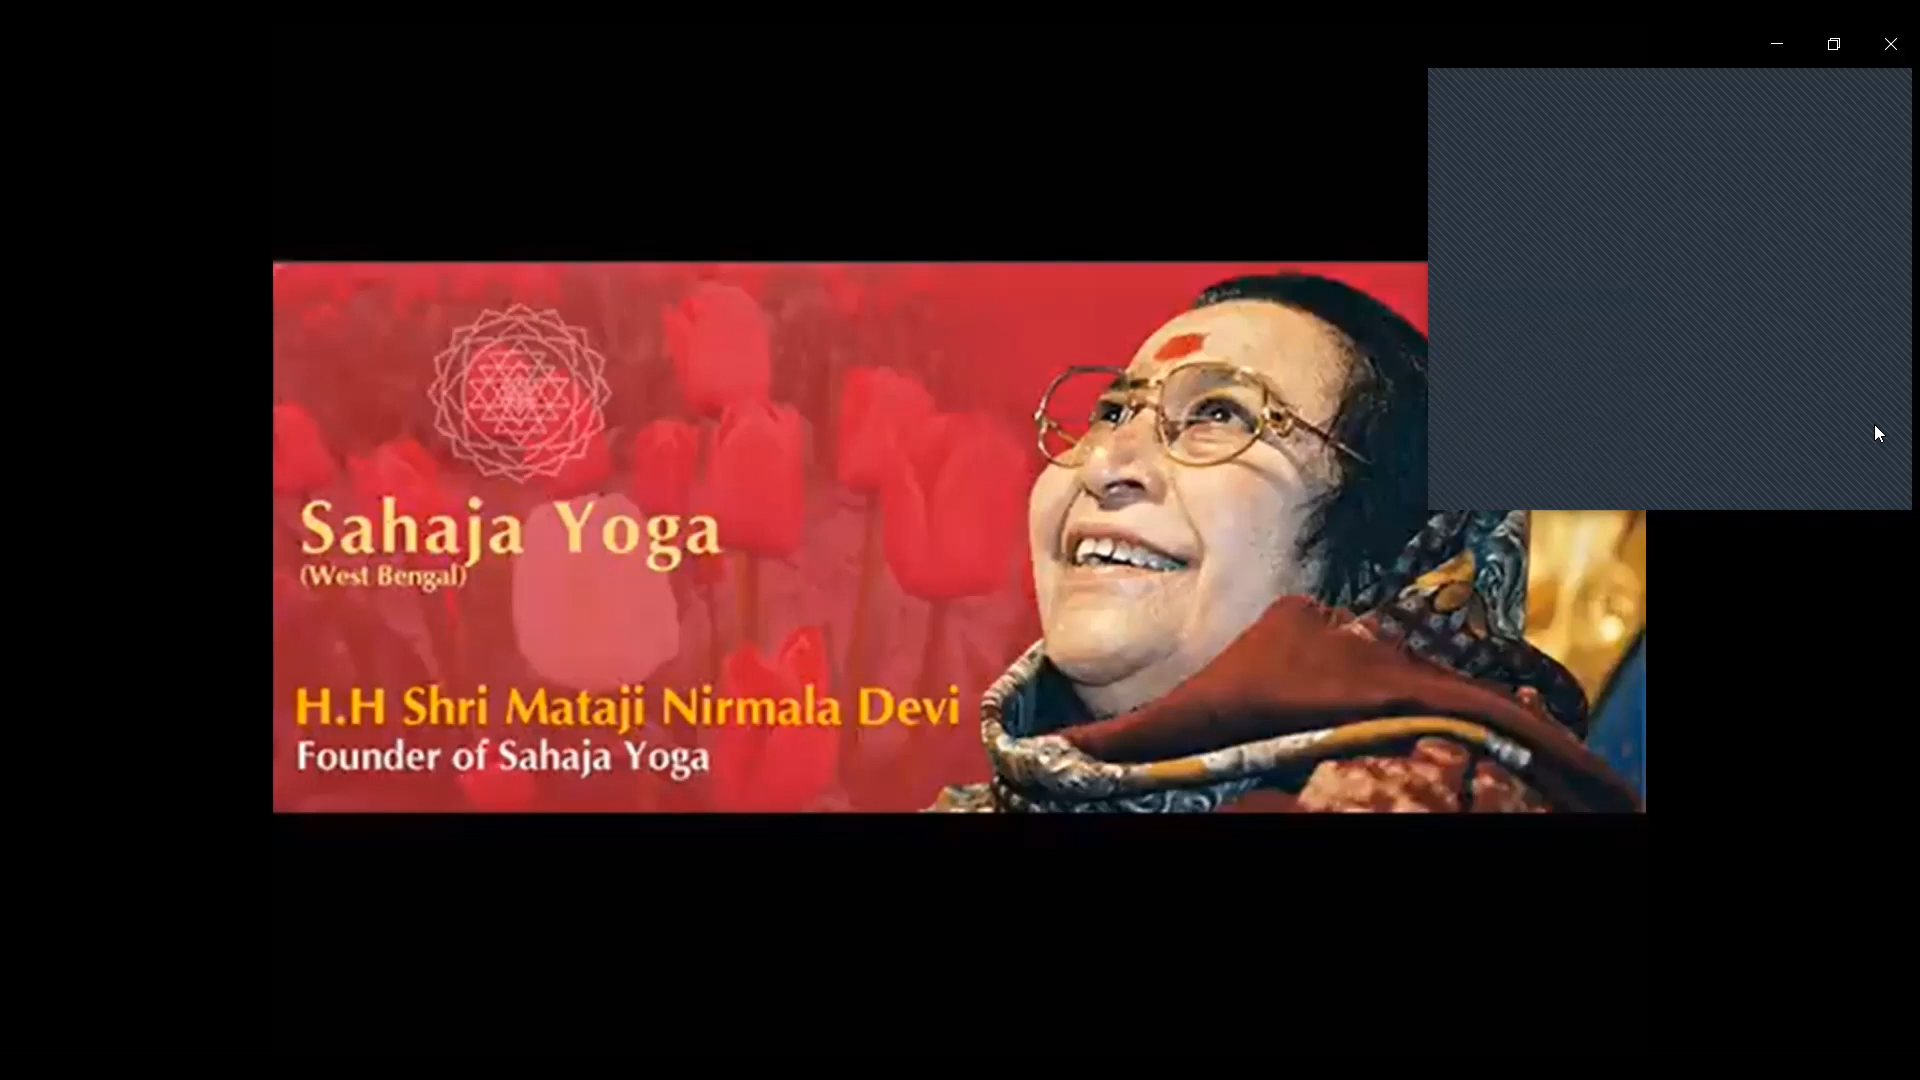 Sahaja Yoga
(West Bengal)
H.H Shri Mataji Nirmala Devi
Founder of Sahaja Yoga